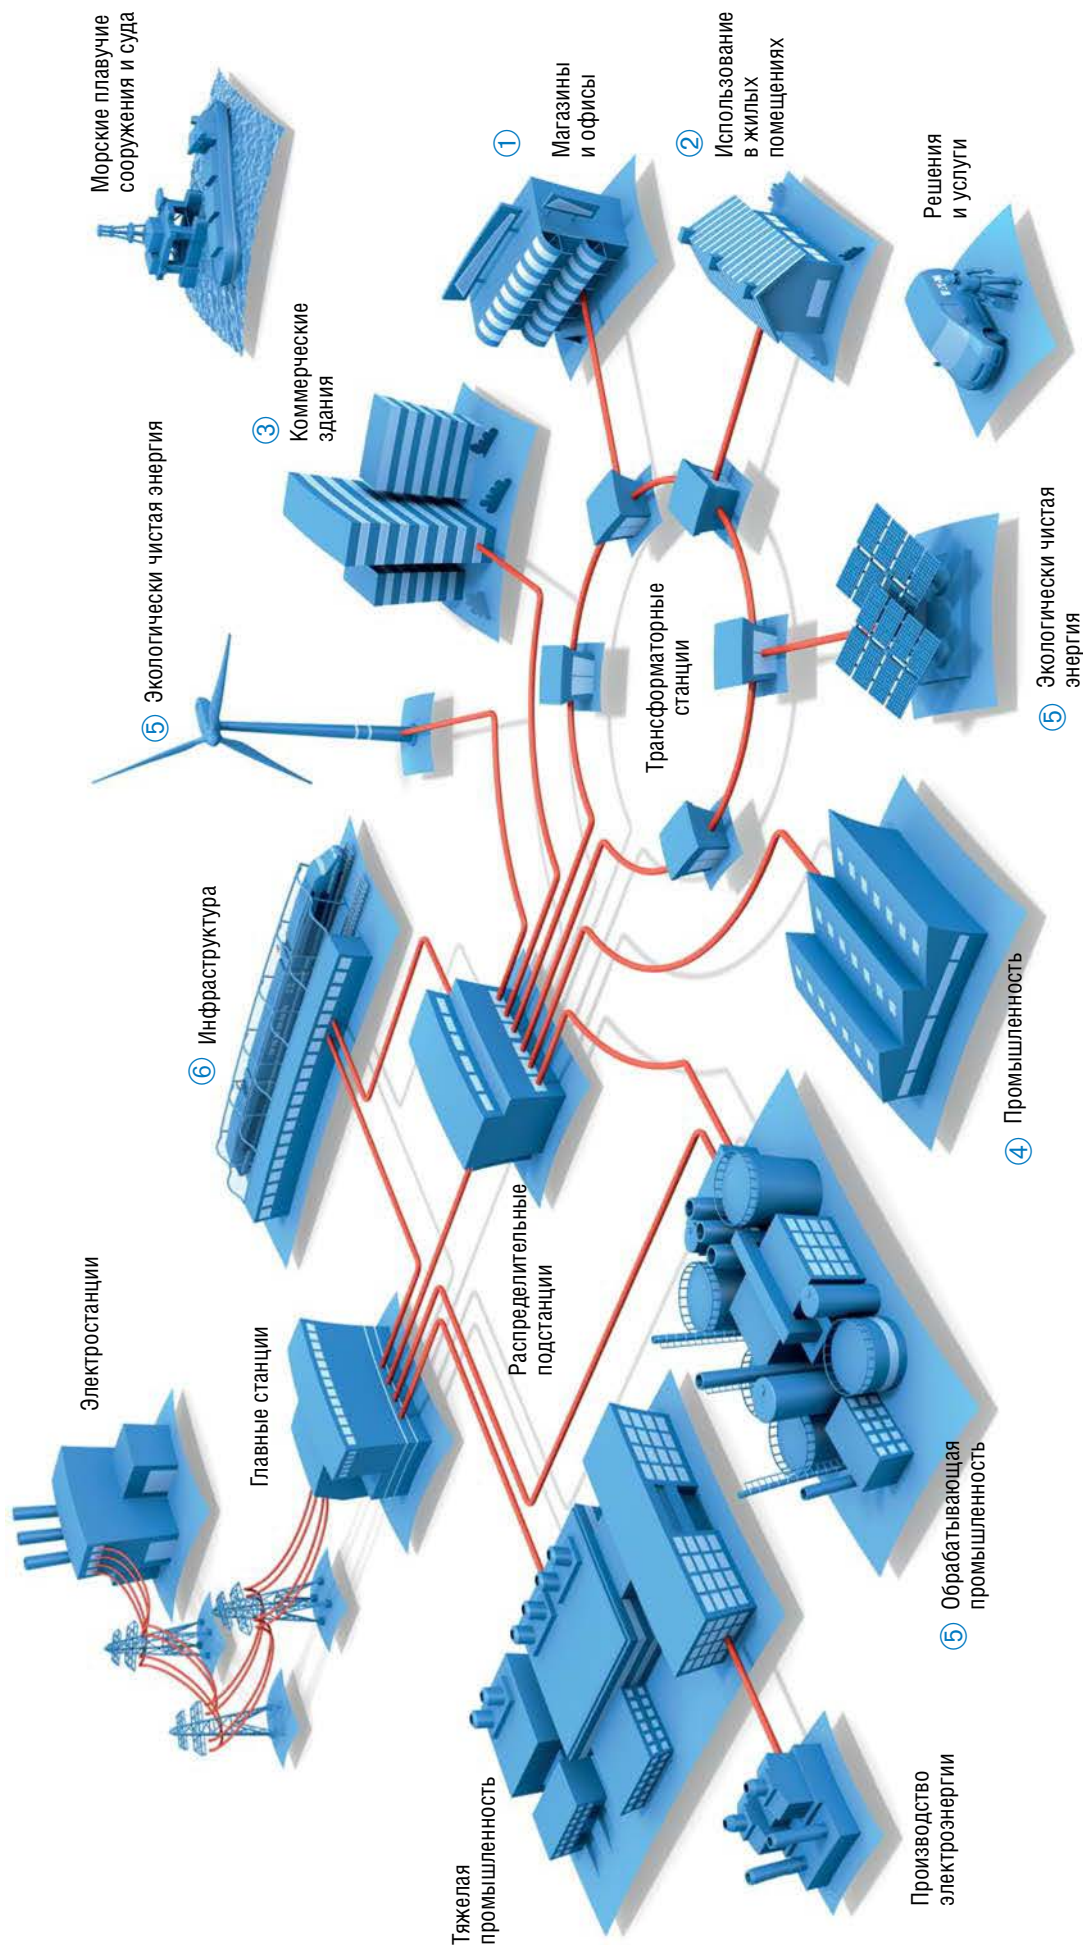 Электростанции
Морские плавучие
сооружения и суда
⑤ Экологически чистая энергия
⑥ Инфраструктура
③ Коммерческие
здания
Главные станции
①
Магазины
и офисы
Распределительные
подстанции
Трансформаторные
станции
②
Использование
в жилых
помещениях
Тяжелая
промышленность
Решения
и услуги
Производство
электроэнергии
⑤ Обрабатывающая
промышленность
④ Промышленность
⑤ Экологически чистая
энергия